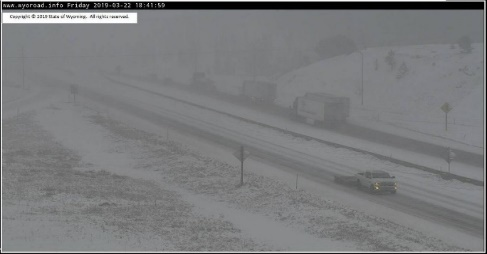 www.wyoroad.info Friday 2019-03-22 18:41:59
Copyright © 2019 State of Wyoming. All rights reserved.